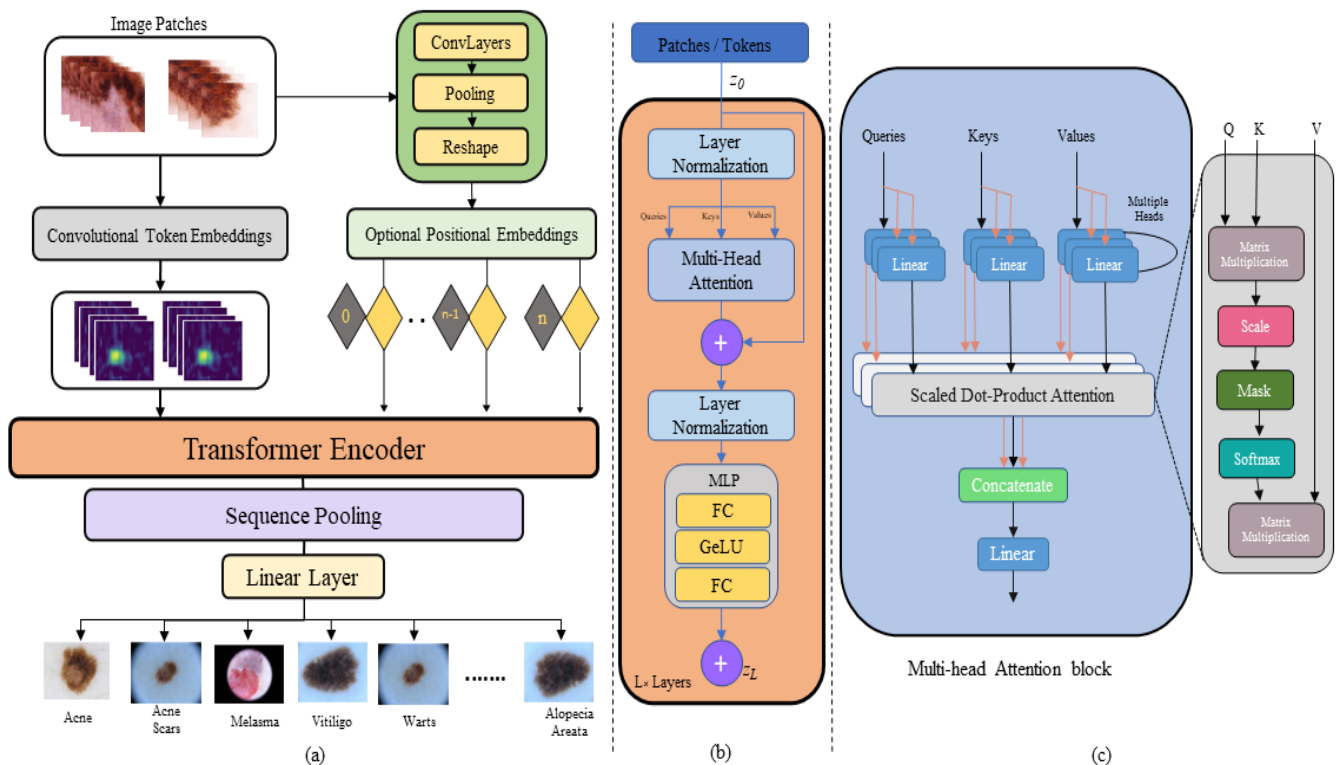 Image Patches
ConvLayers
Pooling
Reshape
Convolutional Token Embeddings
Optional Positional Embeddings
0
. .
n-1
n
Transformer Encoder
Sequence Pooling
Linear Layer
.......
Acne
Acne
Scars
Melasma
Vitiligo
Warts
Alopecia
Areata
(a)
Patches / Tokens
z0
Layer
Normalization
Queries
Keys
Values
Multi-Head
Attention
+
Layer
Normalization
MLP
FC
GeLU
FC
+
zL
L× Layers
(b)
Queries
Keys
Values
Multiple
Heads
Linear
Linear
Linear
Scaled Dot-Product Attention
Concatenate
Linear
Multi-head Attention block
Q
K
V
Matrix
Multiplication
Scale
Mask
Softmax
Matrix
Multiplication
(c)